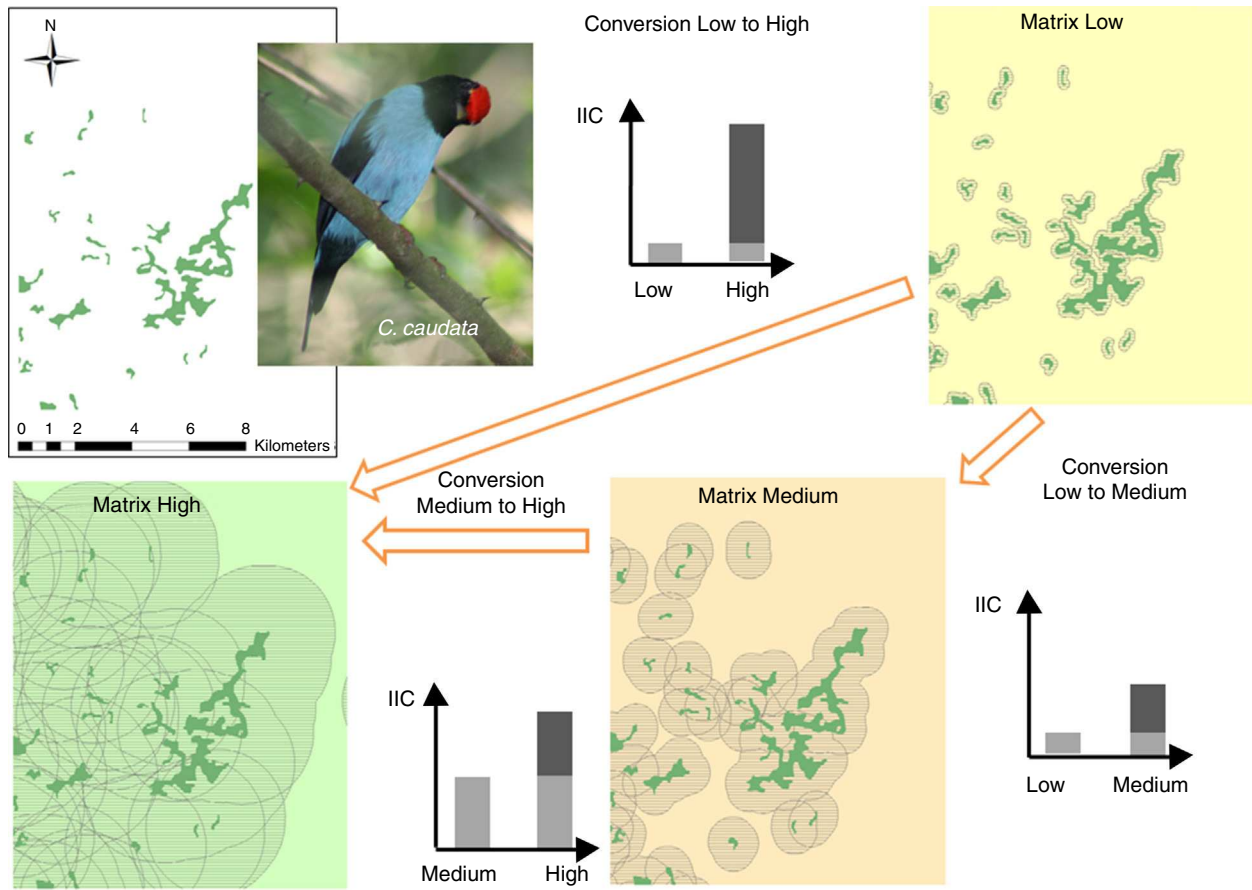 N
Conversion Low to High
Matrix Low
IIC
Low High
C. caudata
0 1 2 4 6 8
Kilometers
Matrix High
Conversion
Medium to High
Matrix Medium
Conversion
Low to Medium
IIC
Medium High
IIC
Low Medium